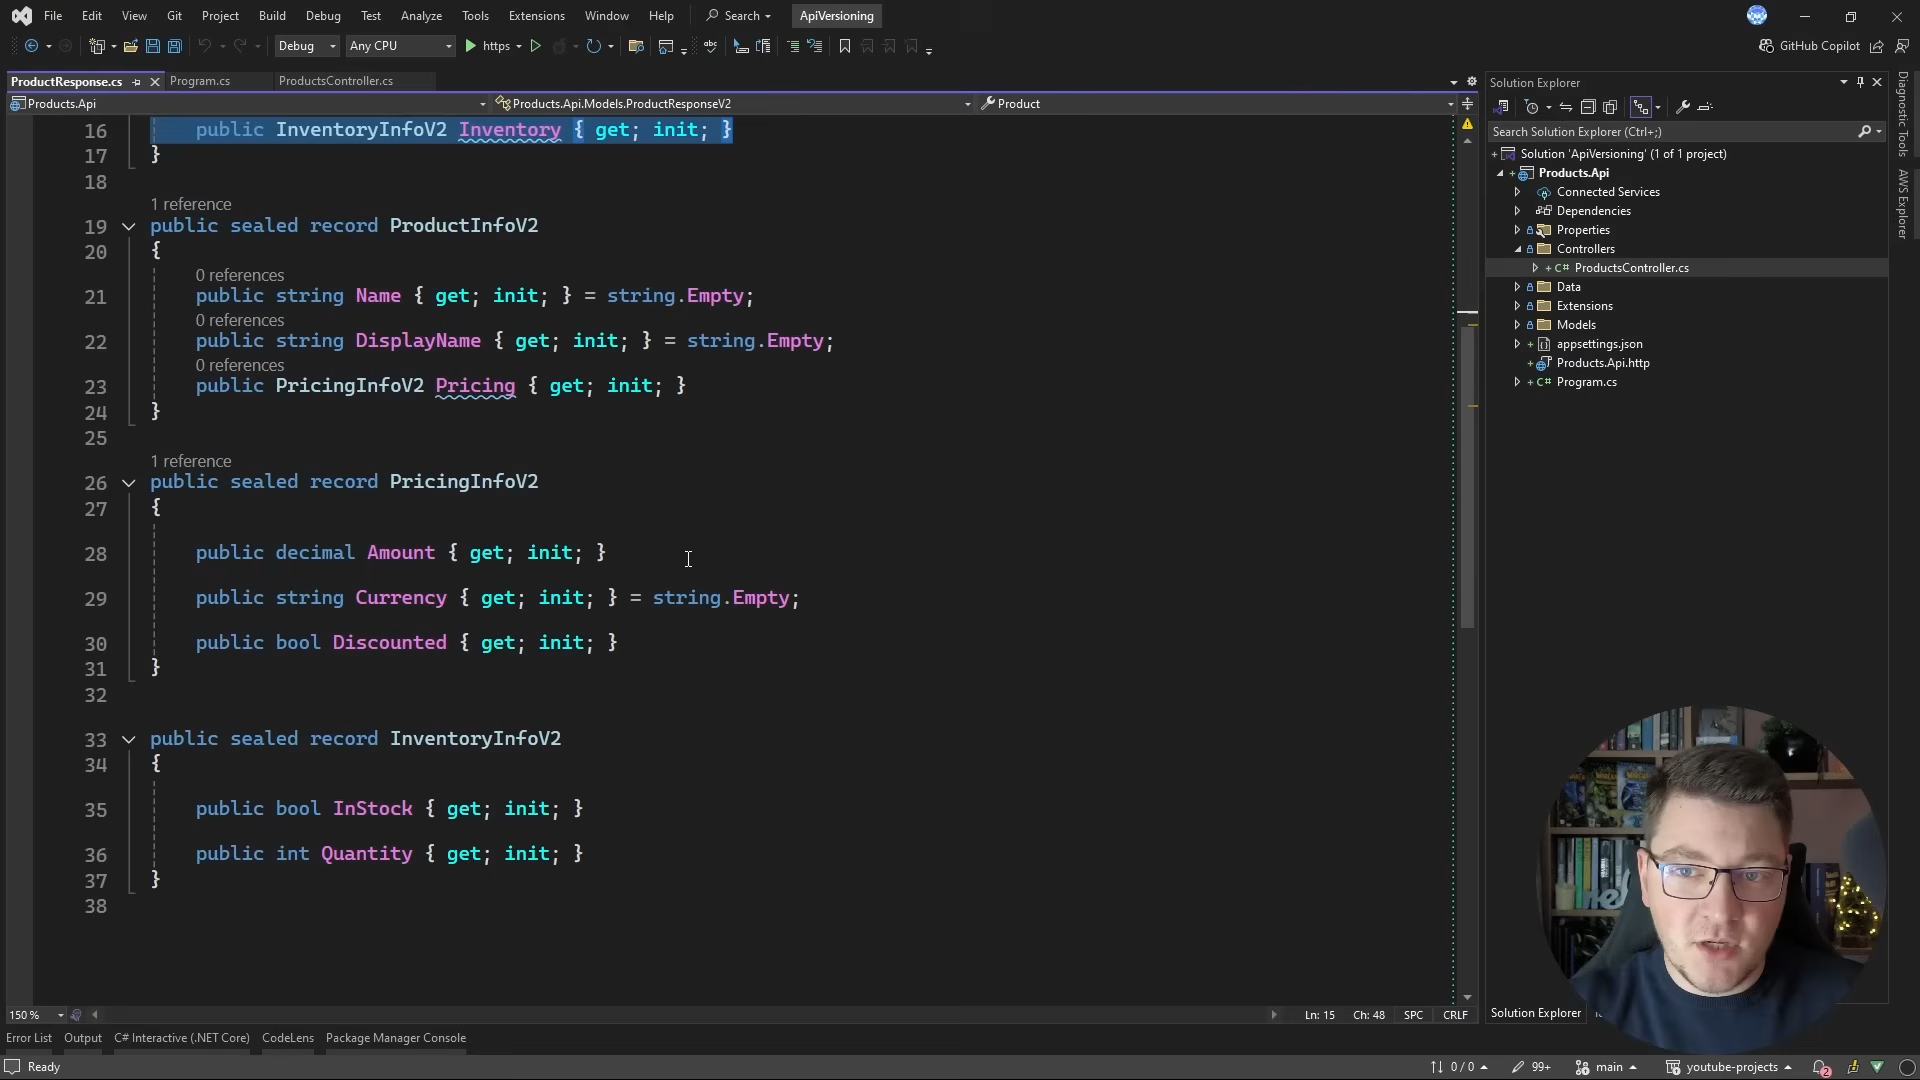 File Edit View Git Project Build Debug Test Analyze Tools Extensions Window Help Search ApiVersioning
Debug Any CPU https GitHub Copilot
ProductResponse.cs Program.cs ProductsController.cs
Products.Api Products.Api.Models.ProductResponseV2 Product
16 public InventoryInfoV2 Inventory { get; init; }
17 }
18
1 reference
19 public sealed record ProductInfoV2
20 {
0 references
21 public string Name { get; init; } = string.Empty;
0 references
22 public string DisplayName { get; init; } = string.Empty;
0 references
23 public PricingInfoV2 Pricing { get; init; }
24 }
25
1 reference
26 public sealed record PricingInfoV2
27 {
28 public decimal Amount { get; init; }
29 public string Currency { get; init; } = string.Empty;
30 public bool Discounted { get; init; }
31 }
32
33 public sealed record InventoryInfoV2
34 {
35 public bool InStock { get; init; }
36 public int Quantity { get; init; }
37 }
38
150 % Ln: 15 Ch: 48 SPC CRLF
Solution Explorer
Search Solution Explorer (Ctrl+;)
Solution 'ApiVersioning' (1 of 1 project)
Products.Api
Connected Services
Dependencies
Properties
Controllers
C# ProductsController.cs
Data
Extensions
Models
appsettings.json
Products.Api.http
C# Program.cs
Solution Explorer
Diagnostic Tools
AWS Explorer
Error List Output C# Interactive (.NET Core) CodeLens Package Manager Console
Ready 0 / 0 99+ main youtube-projects 2